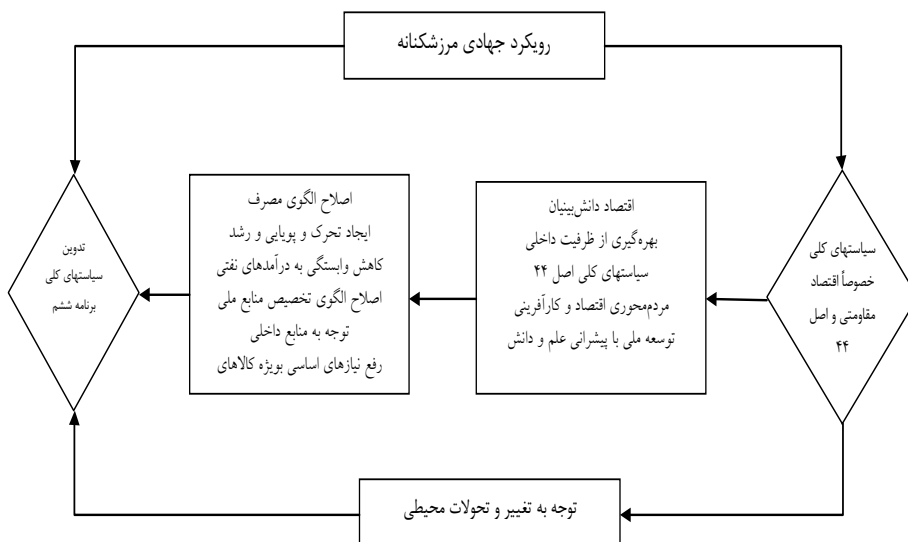 رویکرد جهادی مرزشکنانه
سیاستهای کلی
خصوصاً اقتصاد
مقاومتی و اصل
۴۴
اقتصاد دانش‌بینیان
بهره‌گیری از ظرفیت داخلی
سیاستهای کلی اصل ۴۴
مردم‌محوری اقتصاد و کارآفرینی
توسعه ملی با پیشرانی علم و دانش
اصلاح الگوی مصرف
ایجاد تحرک و پویایی و رشد
کاهش وابستگی به درآمدهای نفتی
اصلاح الگوی تخصیص منابع ملی
توجه به منابع داخلی
رفع نیازهای اساسی بویژه کالاهای
تدوین
سیاستهای کلی
برنامه ششم
توجه به تغییر و تحولات محیطی